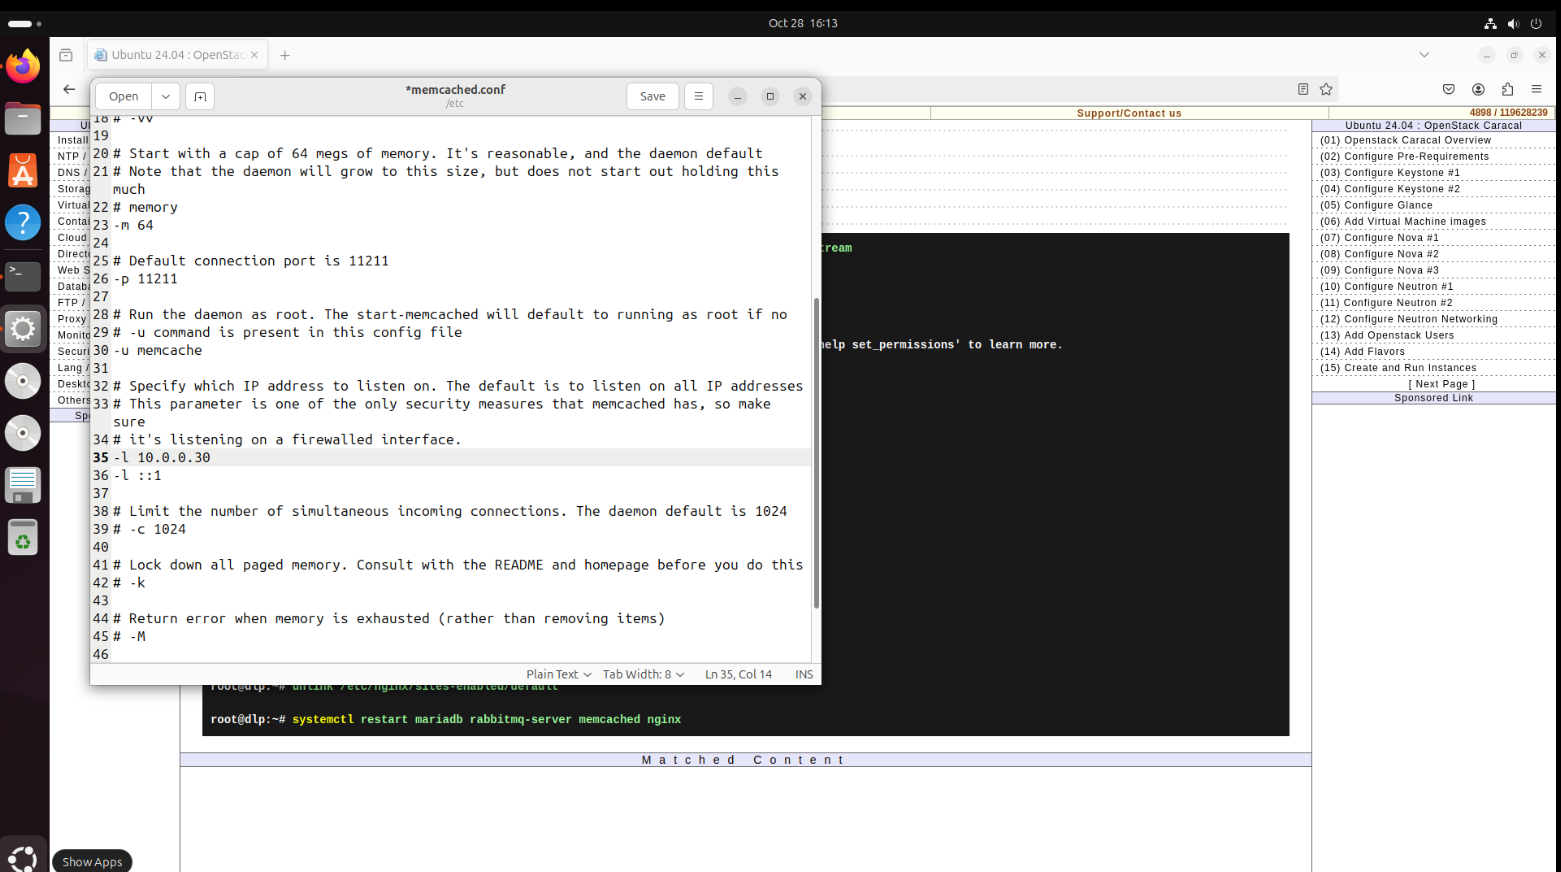 Oct 28 16:13
Ubuntu 24.04 : OpenStac
Open
*memcached.conf
/etc
Save
18 # -vv
19
20 # Start with a cap of 64 megs of memory. It's reasonable, and the daemon default
21 # Note that the daemon will grow to this size, but does not start out holding this
much
22 # memory
23 -m 64
24
25 # Default connection port is 11211
26 -p 11211
27
28 # Run the daemon as root. The start-memcached will default to running as root if no
29 # -u command is present in this config file
30 -u memcache
31
32 # Specify which IP address to listen on. The default is to listen on all IP addresses
33 # This parameter is one of the only security measures that memcached has, so make
sure
34 # it's listening on a firewalled interface.
35 -l 10.0.0.30
36 -l ::1
37
38 # Limit the number of simultaneous incoming connections. The daemon default is 1024
39 # -c 1024
40
41 # Lock down all paged memory. Consult with the README and homepage before you do this
42 # -k
43
44 # Return error when memory is exhausted (rather than removing items)
45 # -M
46
Plain Text
Tab Width: 8
Ln 35, Col 14
INS
U
Install
NTP /
DNS /
Storag
Virtual
Contai
Cloud
Directo
Web S
Databa
FTP /
Proxy
Monito
Securi
Lang /
Deskto
Others
Sp
Support/Contact us
4898 / 119628239
tream
help set_permissions' to learn more.
root@dlp:~# unlink /etc/nginx/sites-enabled/default
root@dlp:~# systemctl restart mariadb rabbitmq-server memcached nginx
Matched Content
Ubuntu 24.04 : OpenStack Caracal
(01) Openstack Caracal Overview
(02) Configure Pre-Requirements
(03) Configure Keystone #1
(04) Configure Keystone #2
(05) Configure Glance
(06) Add Virtual Machine images
(07) Configure Nova #1
(08) Configure Nova #2
(09) Configure Nova #3
(10) Configure Neutron #1
(11) Configure Neutron #2
(12) Configure Neutron Networking
(13) Add Openstack Users
(14) Add Flavors
(15) Create and Run Instances
[ Next Page ]
Sponsored Link
Show Apps